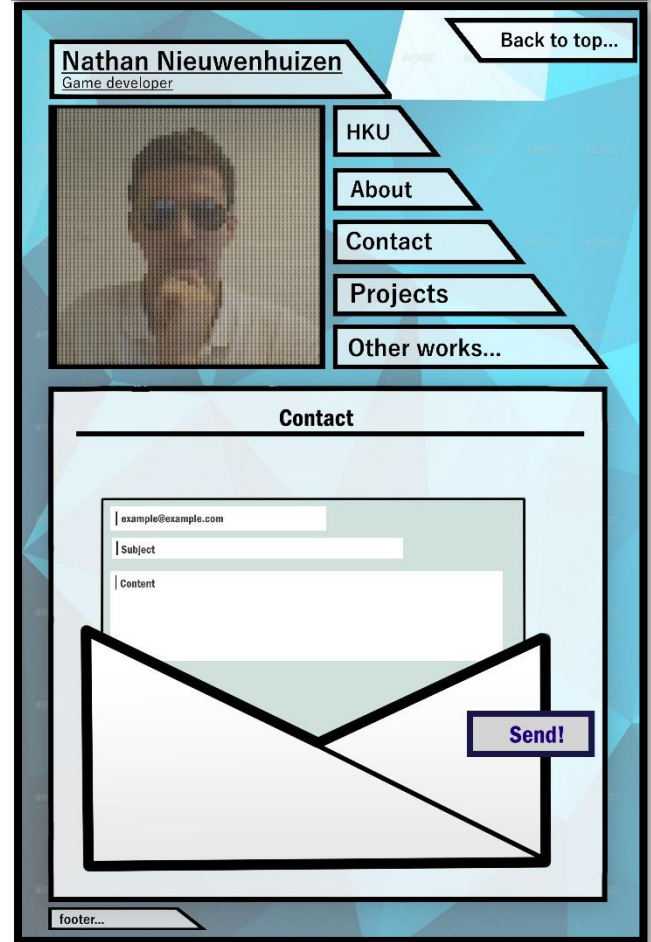 Back to top...
Nathan Nieuwenhuizen
Game developer
HKU
About
Contact
Projects
Other works...
Contact
example@example.com
Subject
Content
Send!
footer...